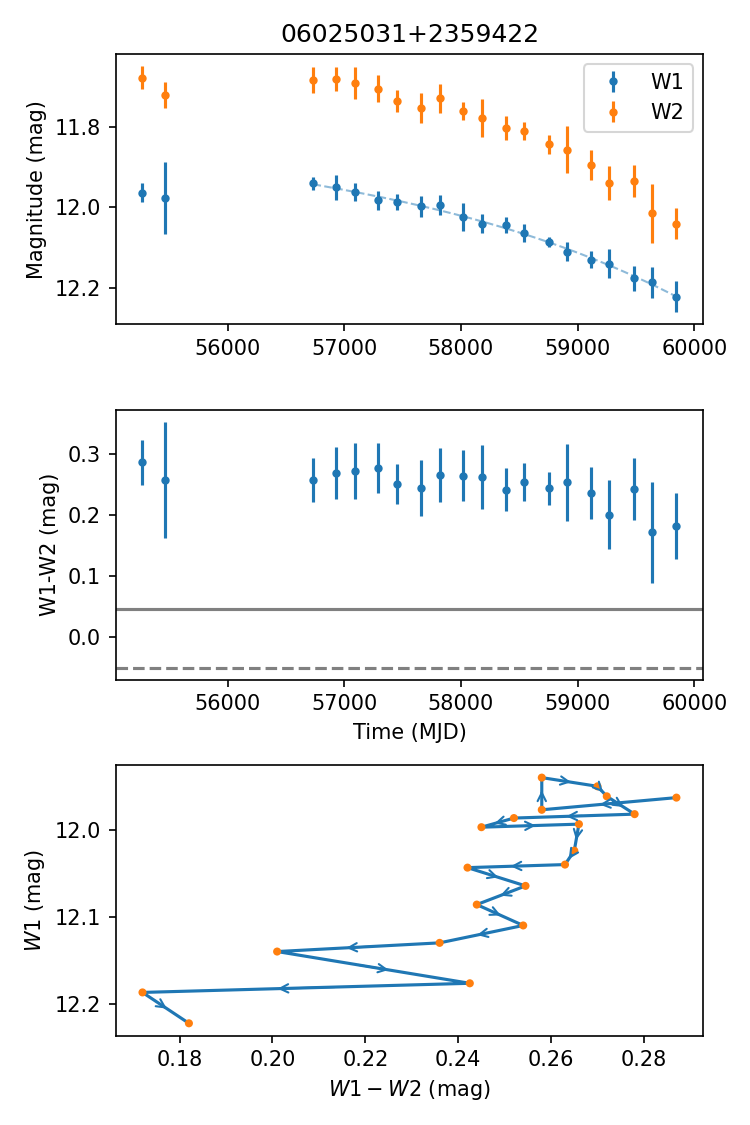 06025031+2359422
W1
W2
Magnitude (mag)
11.8
12.0
12.2
56000 57000 58000 59000 60000
W1-W2 (mag)
0.3
0.2
0.1
0.0
56000 57000 58000 59000 60000
Time (MJD)
W1 (mag)
12.0
12.1
12.2
0.18 0.20 0.22 0.24 0.26 0.28
W1 − W2 (mag)